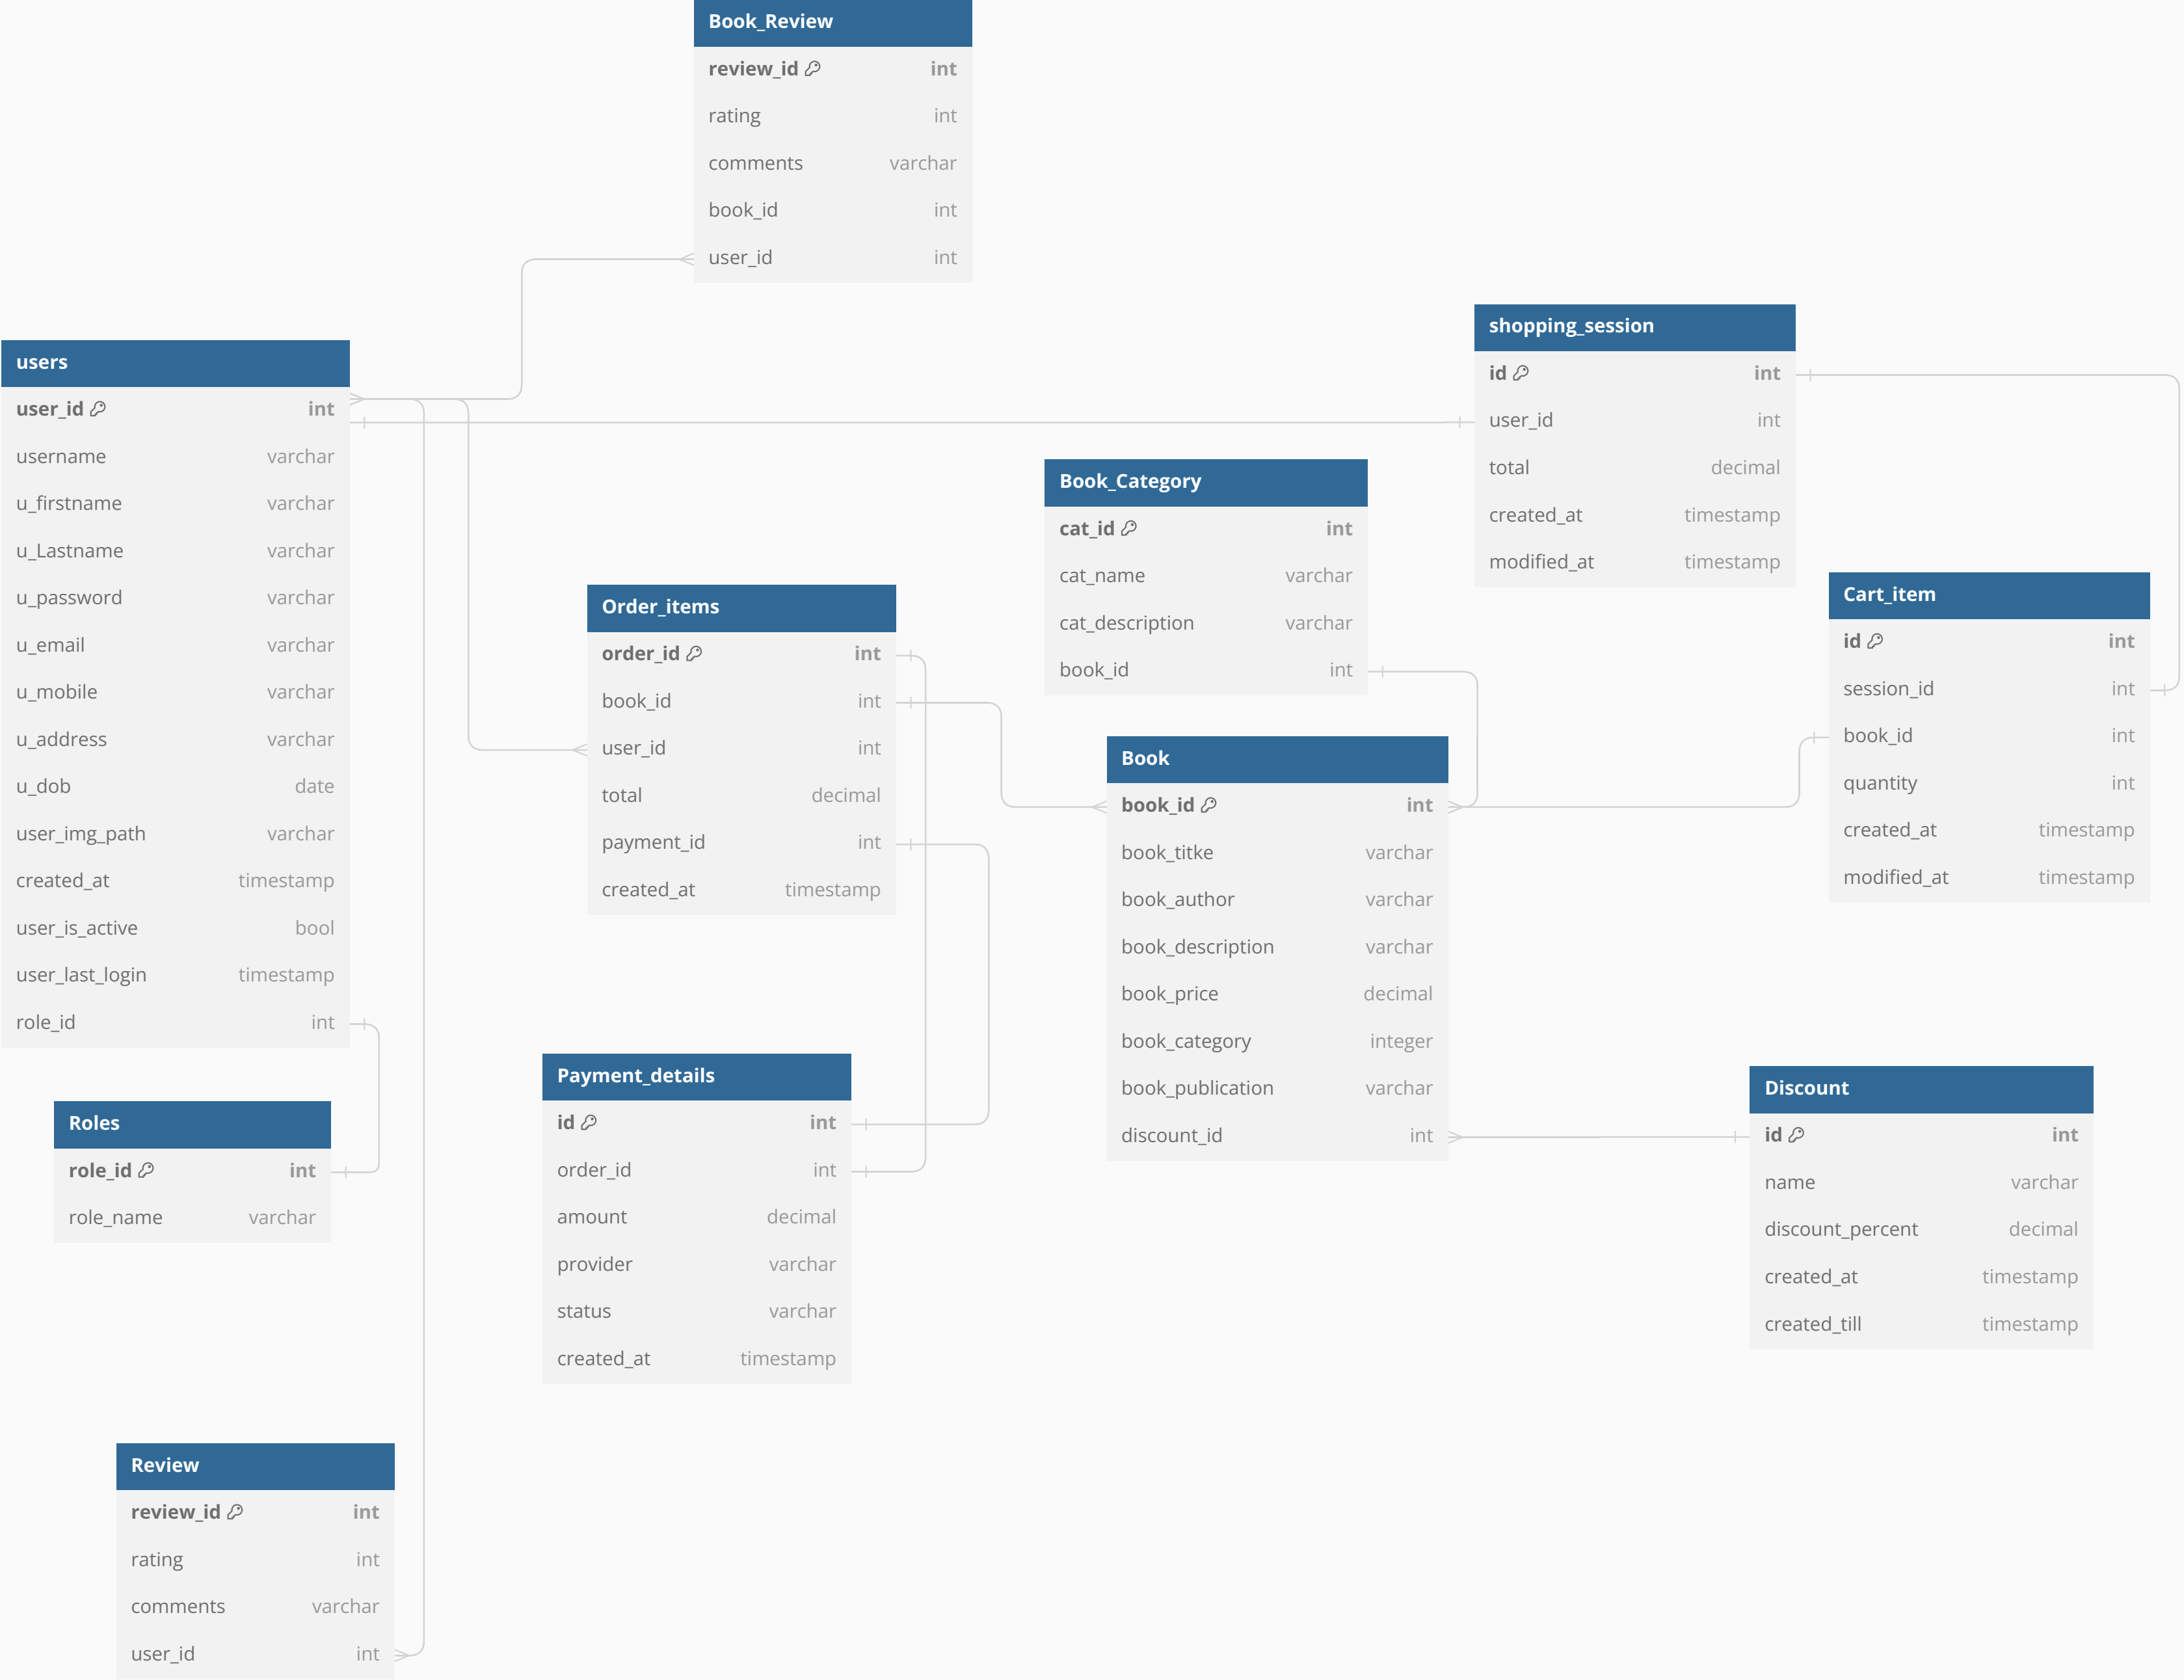 Book_Review
review_id int
rating int
comments varchar
book_id int
user_id int
users
user_id int
username varchar
u_firstname varchar
u_Lastname varchar
u_password varchar
u_email varchar
u_mobile varchar
u_address varchar
u_dob date
user_img_path varchar
created_at timestamp
user_is_active bool
user_last_login timestamp
role_id int
shopping_session
id int
user_id int
total decimal
created_at timestamp
modified_at timestamp
Book_Category
cat_id int
cat_name varchar
cat_description varchar
book_id int
Order_items
order_id int
book_id int
user_id int
total decimal
payment_id int
created_at timestamp
Cart_item
id int
session_id int
book_id int
quantity int
created_at timestamp
modified_at timestamp
Book
book_id int
book_titke varchar
book_author varchar
book_description varchar
book_price decimal
book_category integer
book_publication varchar
discount_id int
Payment_details
id int
order_id int
amount decimal
provider varchar
status varchar
created_at timestamp
Discount
id int
name varchar
discount_percent decimal
created_at timestamp
created_till timestamp
Roles
role_id int
role_name varchar
Review
review_id int
rating int
comments varchar
user_id int